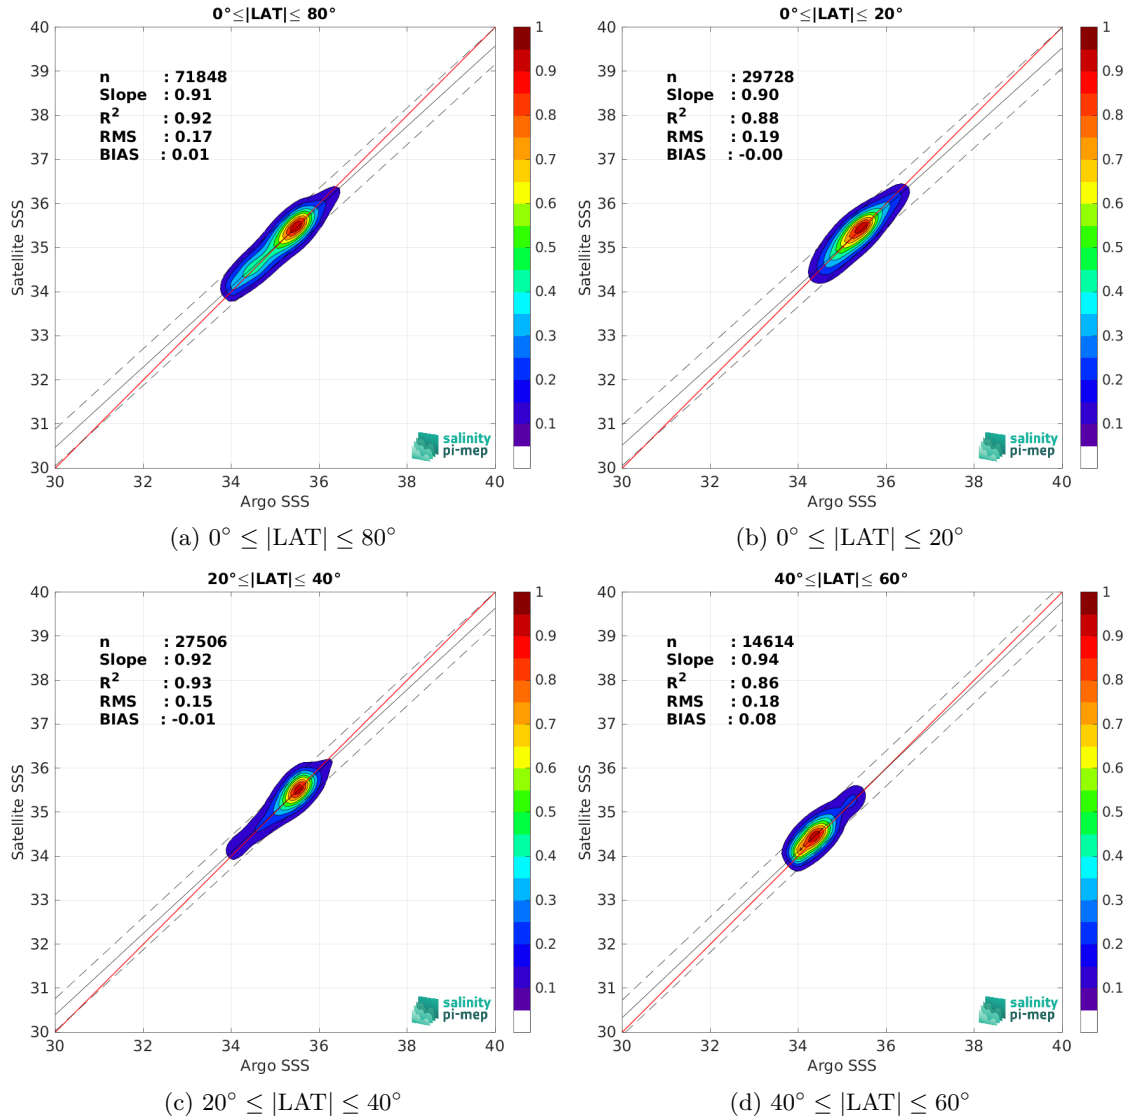 0°≤|LAT|≤ 80°
40
39
38
37
36
35
34
33
32
31
30
Satellite SSS
n : 71848
Slope : 0.91
R² : 0.92
RMS : 0.17
BIAS : 0.01
salinity
pi-mep
30 32 34 36 38 40
Argo SSS
1
0.9
0.8
0.7
0.6
0.5
0.4
0.3
0.2
0.1
(a) 0° ≤ |LAT| ≤ 80°
0°≤|LAT|≤ 20°
40
39
38
37
36
35
34
33
32
31
30
Satellite SSS
n : 29728
Slope : 0.90
R² : 0.88
RMS : 0.19
BIAS : -0.00
salinity
pi-mep
30 32 34 36 38 40
Argo SSS
1
0.9
0.8
0.7
0.6
0.5
0.4
0.3
0.2
0.1
(b) 0° ≤ |LAT| ≤ 20°
20°≤|LAT|≤ 40°
40
39
38
37
36
35
34
33
32
31
30
Satellite SSS
n : 27506
Slope : 0.92
R² : 0.93
RMS : 0.15
BIAS : -0.01
salinity
pi-mep
30 32 34 36 38 40
Argo SSS
1
0.9
0.8
0.7
0.6
0.5
0.4
0.3
0.2
0.1
(c) 20° ≤ |LAT| ≤ 40°
40°≤|LAT|≤ 60°
40
39
38
37
36
35
34
33
32
31
30
Satellite SSS
n : 14614
Slope : 0.94
R² : 0.86
RMS : 0.18
BIAS : 0.08
salinity
pi-mep
30 32 34 36 38 40
Argo SSS
1
0.9
0.8
0.7
0.6
0.5
0.4
0.3
0.2
0.1
(d) 40° ≤ |LAT| ≤ 60°